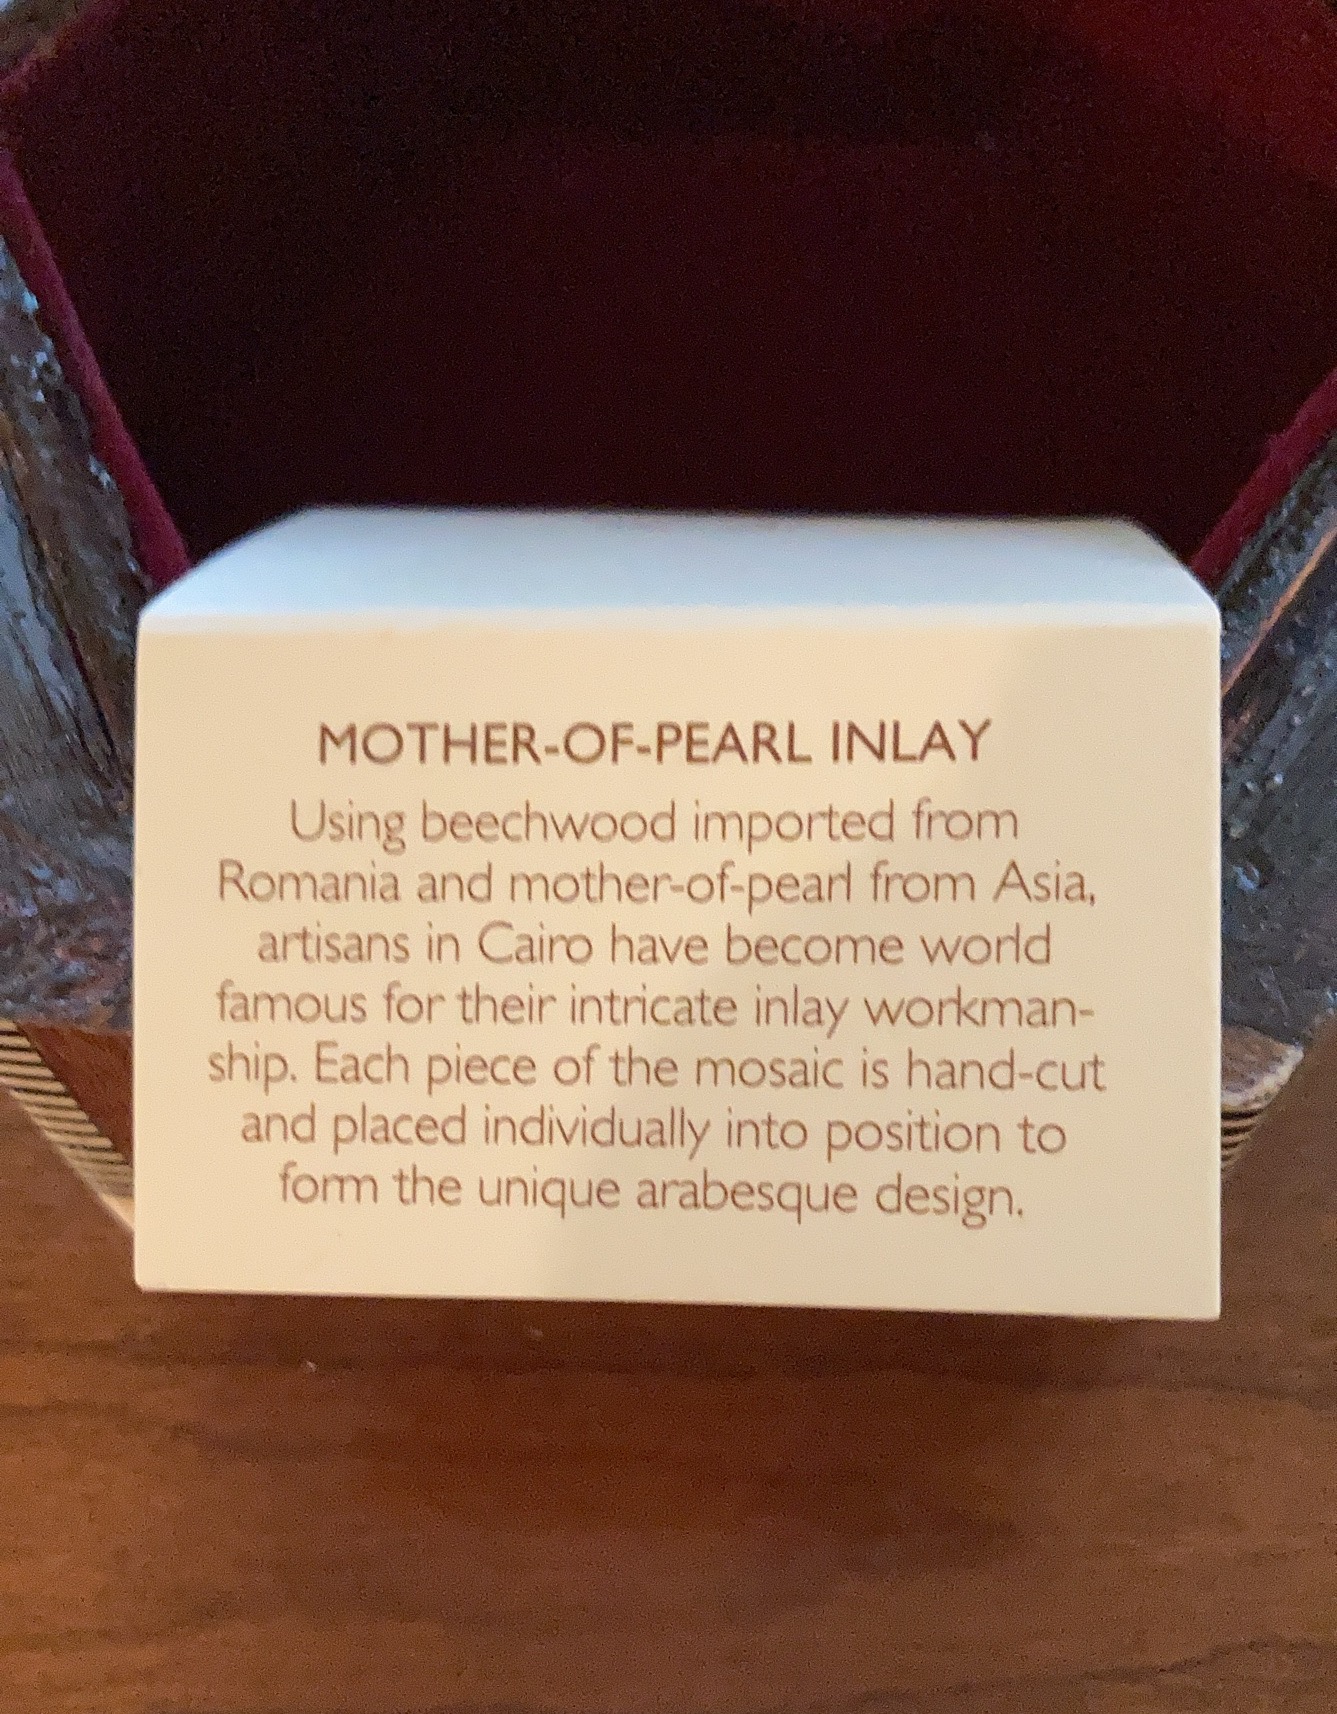 MOTHER-OF-PEARL INLAY
Using beechwood imported from
Romania and mother-of-pearl from Asia,
artisans in Cairo have become world
famous for their intricate inlay workman-
ship. Each piece of the mosaic is hand-cut
and placed individually into position to
form the unique arabesque design.